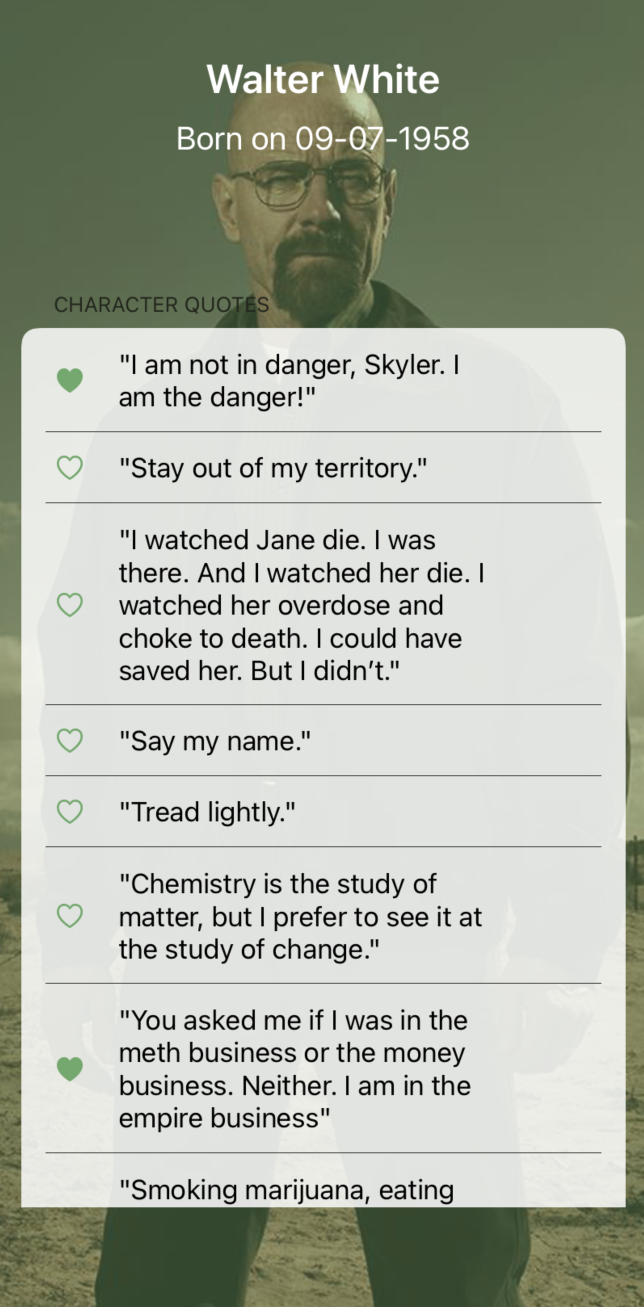 Walter White
Born on 09-07-1958
CHARACTER QUOTES
"I am not in danger, Skyler. I
am the danger!"
"Stay out of my territory."
"I watched Jane die. I was
there. And I watched her die. I
watched her overdose and
choke to death. I could have
saved her. But I didn’t."
"Say my name."
"Tread lightly."
"Chemistry is the study of
matter, but I prefer to see it at
the study of change."
"You asked me if I was in the
meth business or the money
business. Neither. I am in the
empire business"
"Smoking marijuana, eating